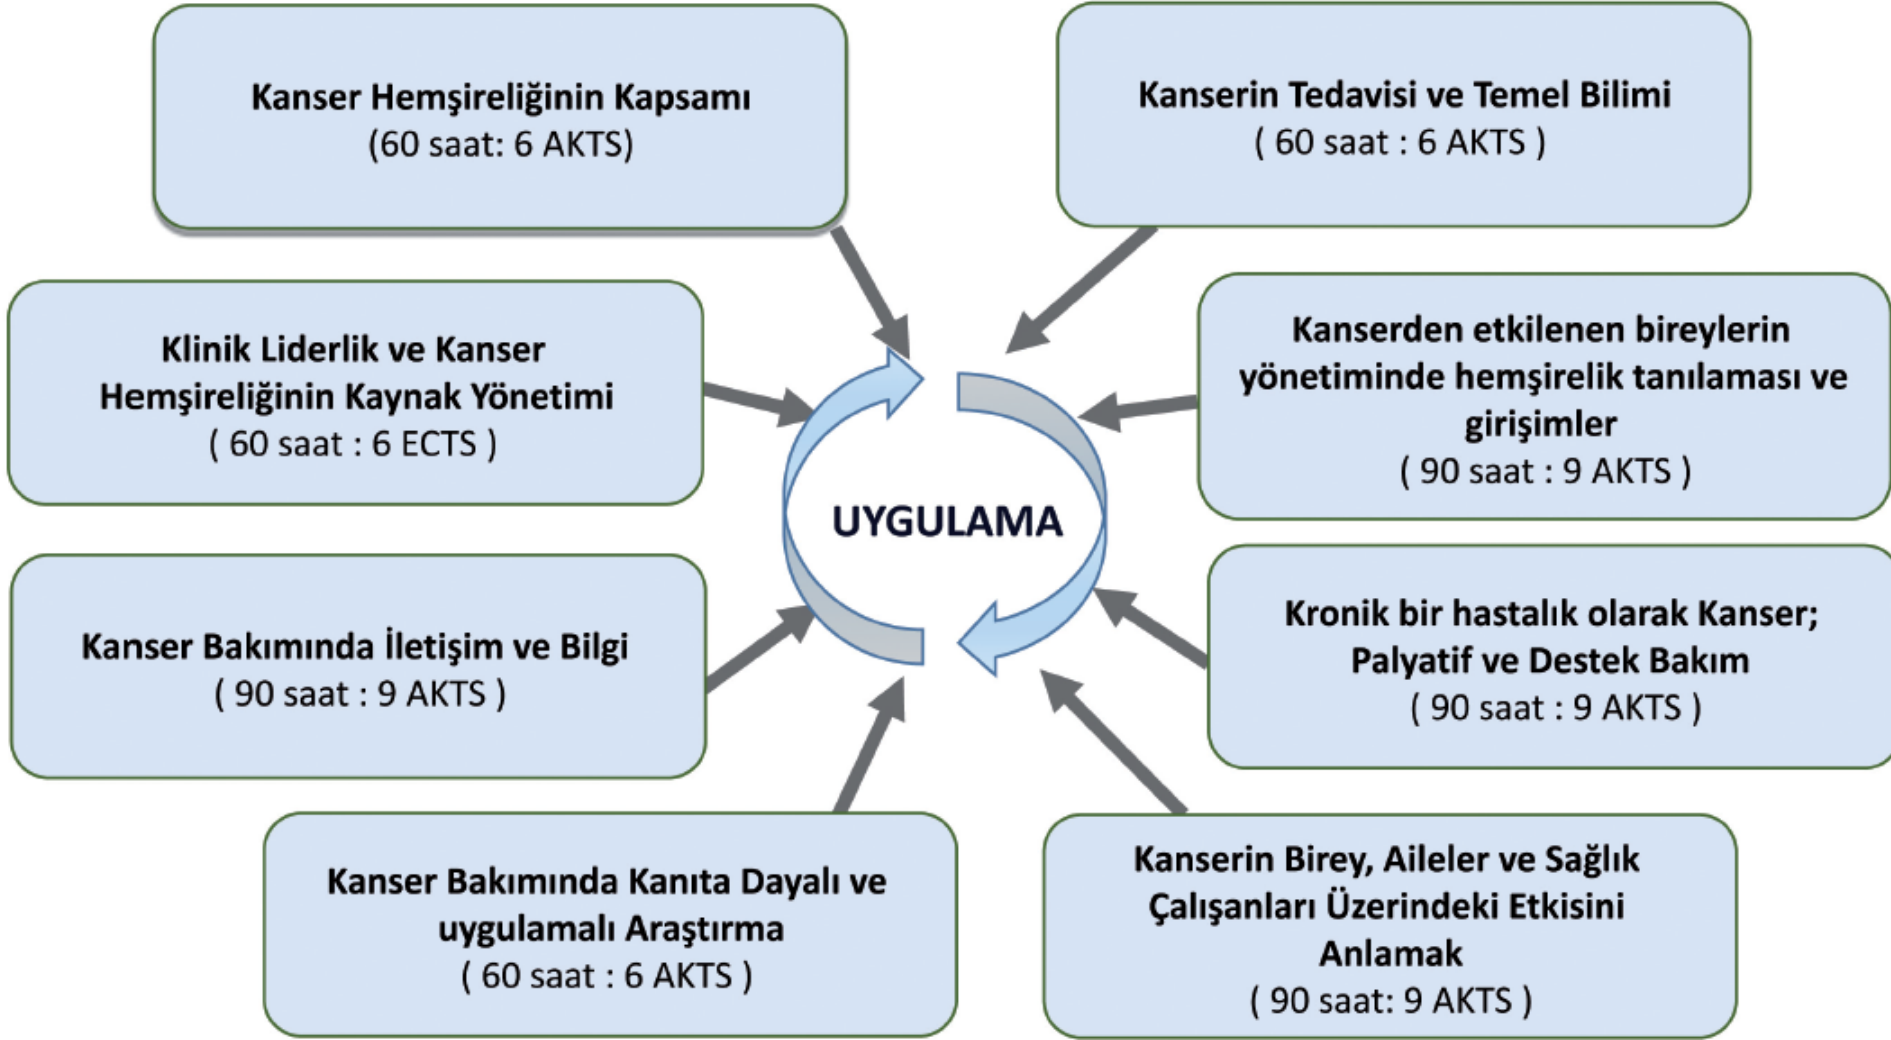 Kanser Hemşireliğinin Kapsamı
(60 saat: 6 AKTS)
Kanserin Tedavisi ve Temel Bilimi
( 60 saat : 6 AKTS )
Klinik Liderlik ve Kanser
Hemşireliğinin Kaynak Yönetimi
( 60 saat : 6 ECTS )
Kanserden etkilenen bireylerin
yönetiminde hemşirelik tanılaması ve
girişimler
( 90 saat : 9 AKTS )
UYGULAMA
Kanser Bakımında İletişim ve Bilgi
( 90 saat : 9 AKTS )
Kronik bir hastalık olarak Kanser;
Palyatif ve Destek Bakım
( 90 saat : 9 AKTS )
Kanser Bakımında Kanıta Dayalı ve
uygulamalı Araştırma
( 60 saat : 6 AKTS )
Kanserin Birey, Aileler ve Sağlık
Çalışanları Üzerindeki Etkisini
Anlamak
( 90 saat: 9 AKTS )